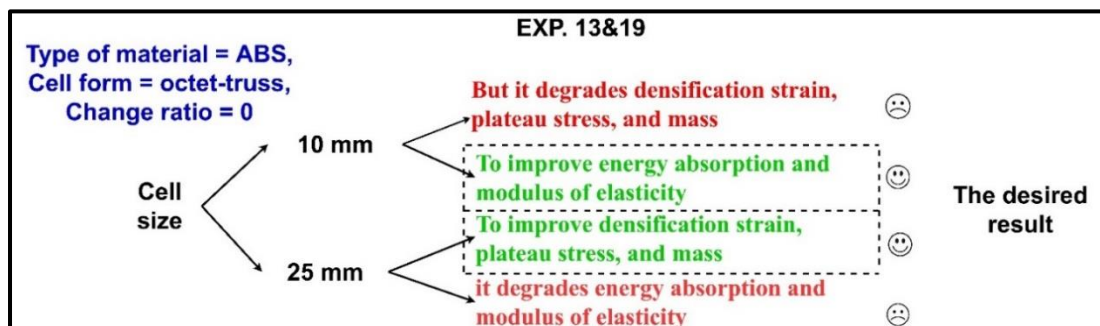 EXP. 13&19
Type of material = ABS,
Cell form = octet-truss,
Change ratio = 0
But it degrades densification strain,
plateau stress, and mass
10 mm
To improve energy absorption and
modulus of elasticity
Cell
size
The desired
result
To improve densification strain,
plateau stress, and mass
25 mm
it degrades energy absorption and
modulus of elasticity